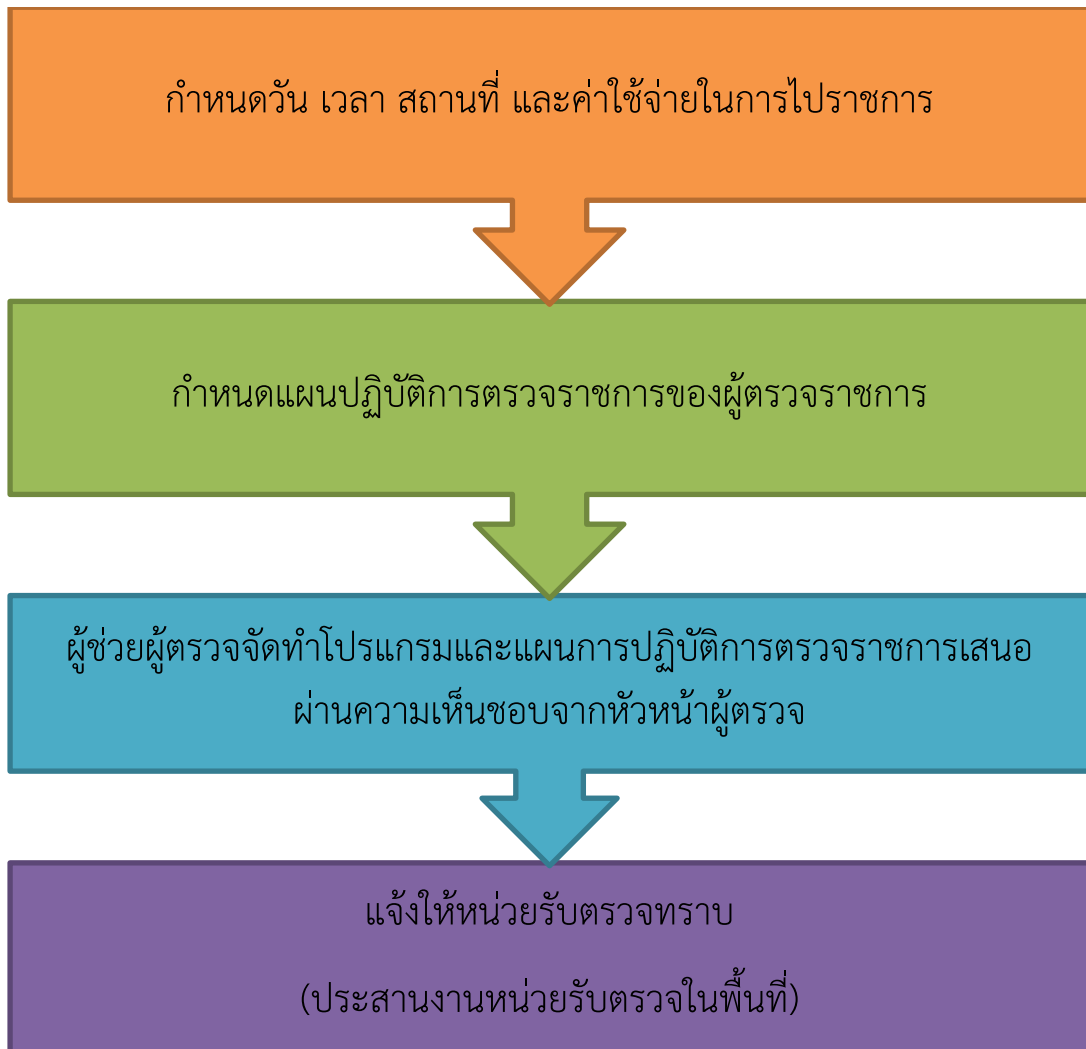 กำหนดวัน เวลา สถานที่ และค่าใช้จ่ายในการไปราชการ
กำหนดแผนปฏิบัติการตรวจราชการของผู้ตรวจราชการ
ผู้ช่วยผู้ตรวจจัดทำโปรแกรมและแผนการปฏิบัติการตรวจราชการเสนอ
ผ่านความเห็นชอบจากหัวหน้าผู้ตรวจ
แจ้งให้หน่วยรับตรวจทราบ
(ประสานงานหน่วยรับตรวจในพื้นที่)